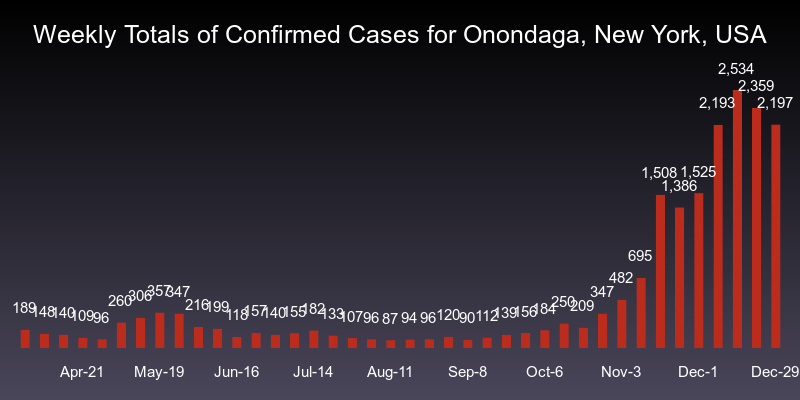 Weekly Totals of Confirmed Cases for Onondaga, New York, USA
189 148 140 109 96 260 306 357 347 216 199 118 157 140 155 182 133 107 96 87 94 96 120 90 112 139 156 184 250 209 347 482 695 1,508 1,386 1,525 2,193 2,534 2,359 2,197
Apr-21 May-19 Jun-16 Jul-14 Aug-11 Sep-8 Oct-6 Nov-3 Dec-1 Dec-29